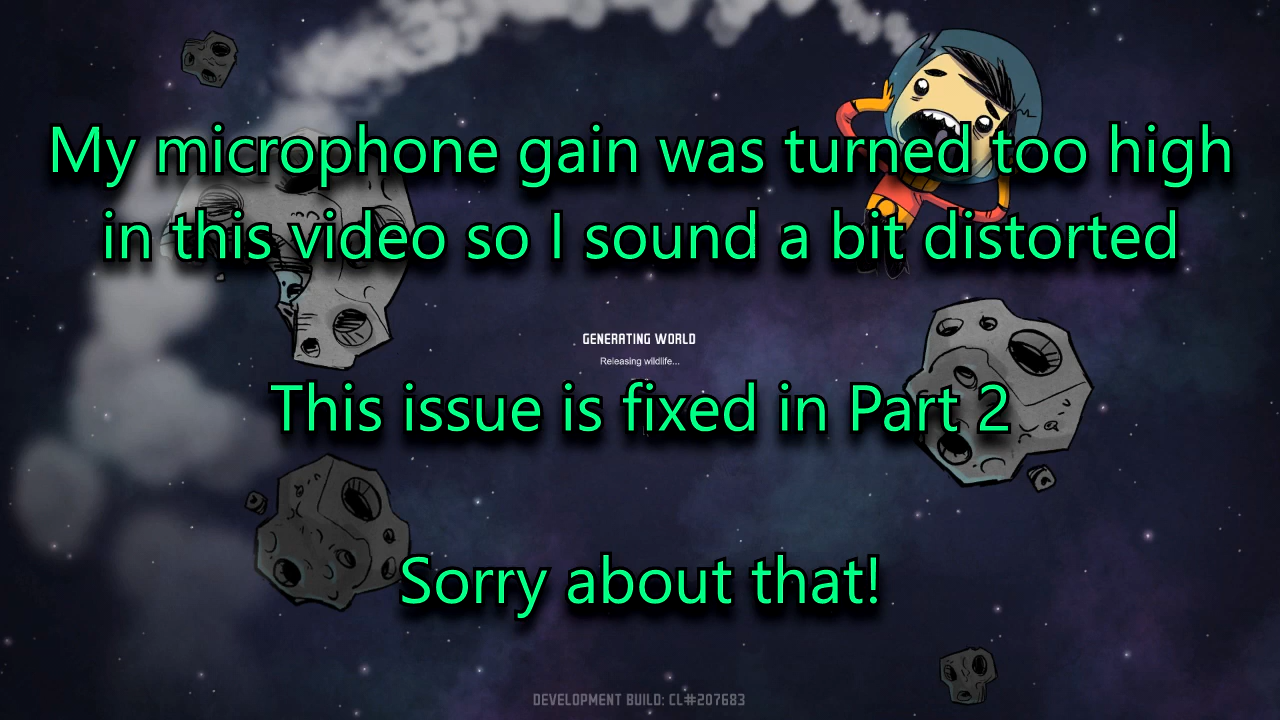 My microphone gain was turned too high
in this video so I sound a bit distorted
GENERATING WORLD
Releasing wildlife...
This issue is fixed in Part 2
Sorry about that!
DEVELOPMENT BUILD: CL#207683